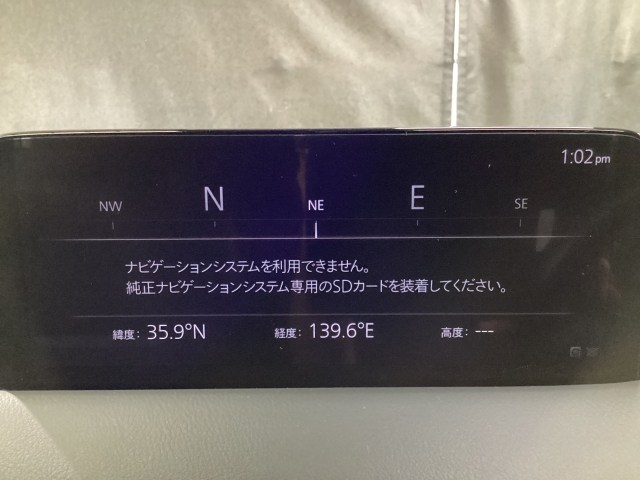 1:02 pm
NW N NE E SE
ナビゲーションシステムを利用できません。
純正ナビゲーションシステム専用のSDカードを装着してください。
緯度: 35.9°N 経度: 139.6°E 高度: ---